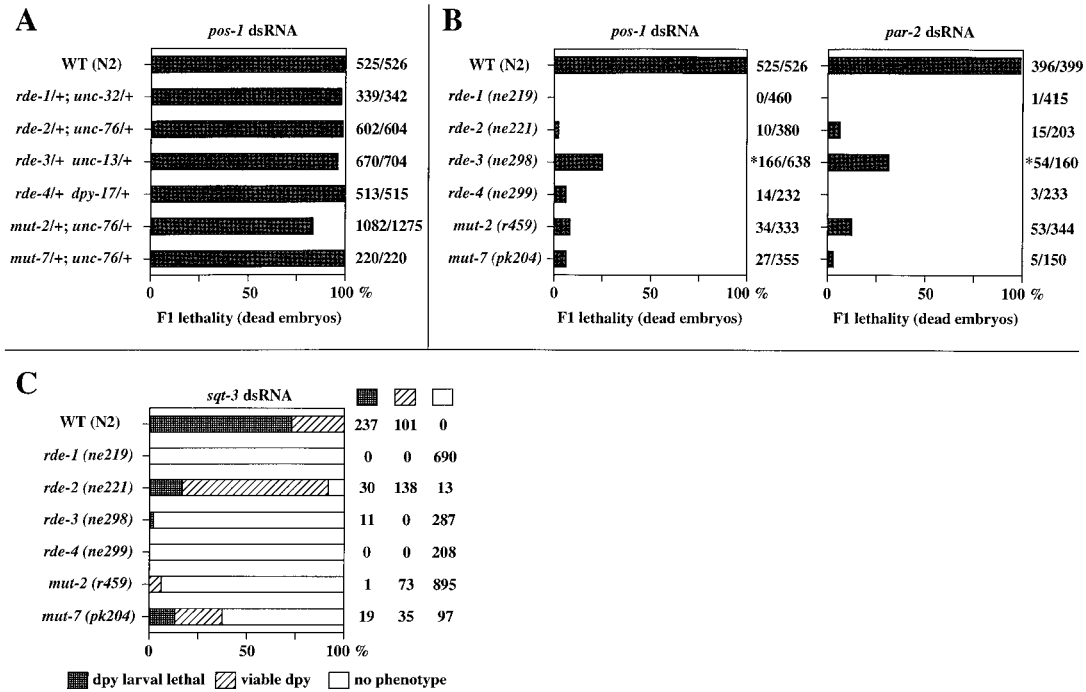 A
pos-1 dsRNA
WT (N2) 525/526
rde-1/+; unc-32/+ 339/342
rde-2/+; unc-76/+ 602/604
rde-3/+ unc-13/+ 670/704
rde-4/+ dpy-17/+ 513/515
mut-2/+; unc-76/+ 1082/1275
mut-7/+; unc-76/+ 220/220
0 50 100 %
F1 lethality (dead embryos)
B
pos-1 dsRNA par-2 dsRNA
WT (N2) 525/526 396/399
rde-1 (ne219) 0/460 1/415
rde-2 (ne221) 10/380 15/203
rde-3 (ne298) *166/638 *54/160
rde-4 (ne299) 14/232 3/233
mut-2 (r459) 34/333 53/344
mut-7 (pk204) 27/355 5/150
0 50 100 % 0 50 100 %
F1 lethality (dead embryos) F1 lethality (dead embryos)
C
sqt-3 dsRNA
WT (N2) 237 101 0
rde-1 (ne219) 0 0 690
rde-2 (ne221) 30 138 13
rde-3 (ne298) 11 0 287
rde-4 (ne299) 0 0 208
mut-2 (r459) 1 73 895
mut-7 (pk204) 19 35 97
0 50 100 %
dpy larval lethal viable dpy no phenotype